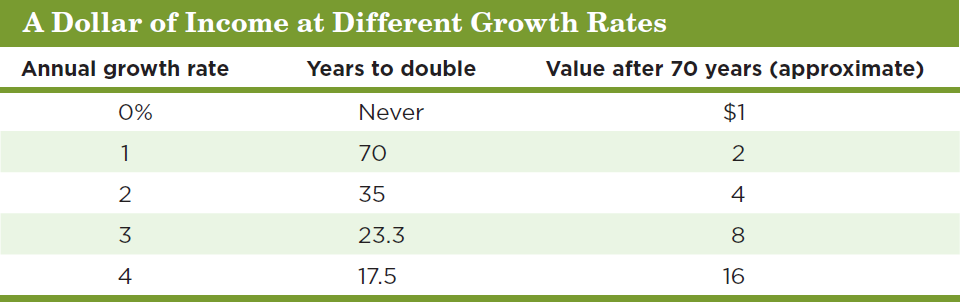 A Dollar of Income at Different Growth Rates
Annual growth rate Years to double Value after 70 years (approximate)
0% Never $1
1 70 2
2 35 4
3 23.3 8
4 17.5 16